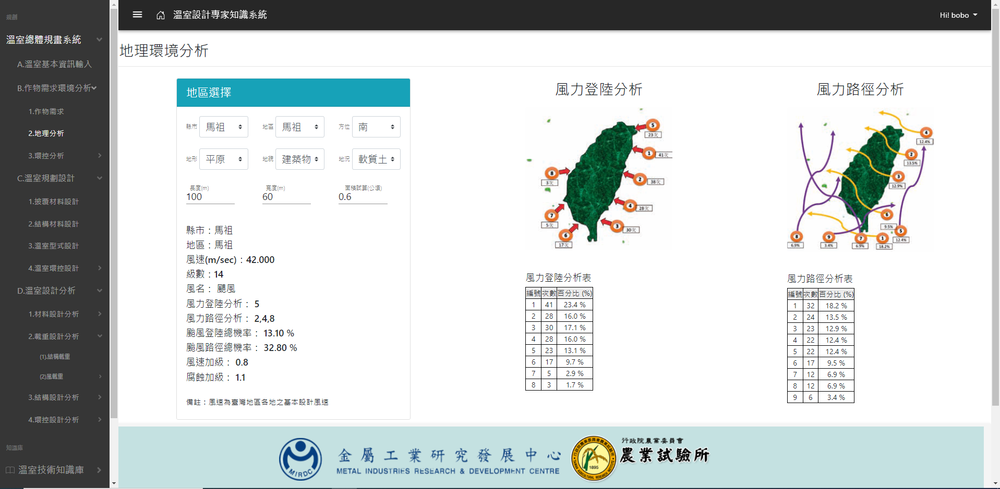 規劃
溫室總體規畫系統
A.溫室基本資訊輸入
B.作物需求環境分析
1.作物需求
2.地理分析
3.環控分析
C.溫室規劃設計
1.披覆材料設計
2.結構材料設計
3.溫室型式設計
4.溫室環控設計
D.溫室設計分析
1.材料設計分析
2.載重設計分析
(1).結構載重
(2)風載重
3.結構設計分析
4.環控設計分析
知識庫
溫室技術知識庫
溫室設計專家知識系統
Hi! bobo
地理環境分析
地區選擇
縣市 馬祖 地區 馬祖 方位 南
地形 平原 地貌 建築物 地況 軟質土
長度(m) 寬度(m) 面積試算(公頃)
100 60 0.6
縣市：馬祖
地區：馬祖
風速(m/sec)：42.000
級數：14
風名： 颶風
風力登陸分析： 5
風力路徑分析： 2,4,8
颱風登陸總機率： 13.10 %
颱風路徑總機率： 32.80 %
風速加級： 0.8
腐蝕加級： 1.1
備註：風速為臺灣地區各地之基本設計風速
風力登陸分析
5
23次
1 41次
8
3次
2 38次
4
28次
7
5次
3
30次
6
17次
風力登陸分析表
編號 次數 百分比 (%)
1 41 23.4 %
2 28 16.0 %
3 30 17.1 %
4 28 16.0 %
5 23 13.1 %
6 17 9.7 %
7 5 2.9 %
8 3 1.7 %
風力路徑分析
4
12.4%
2
13.5%
3
12.9%
6
9.5%
5
12.4%
8
6.9%
9
3.4%
7
6.9%
1
18.2%
風力路徑分析表
編號 次數 百分比 (%)
1 32 18.2 %
2 24 13.5 %
3 23 12.9 %
4 22 12.4 %
5 22 12.4 %
6 17 9.5 %
7 12 6.9 %
8 12 6.9 %
9 6 3.4 %
MIRDC
金屬工業研究發展中心
METAL INDUSTRIES RESEARCH & DEVELOPMENT CENTRE
1895
TAIWAN AGRICULTURAL RESEARCH INSTITUTE
行政院農業委員會
農業試驗所